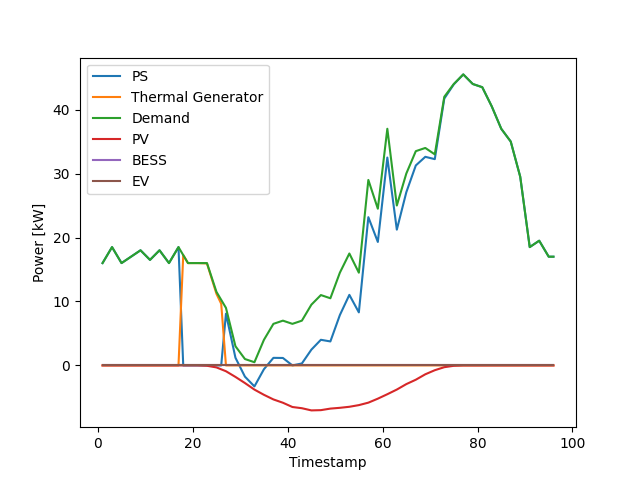 PS
Thermal Generator
Demand
PV
BESS
EV
40
30
20
10
0
Power [kW]
0 20 40 60 80 100
Timestamp